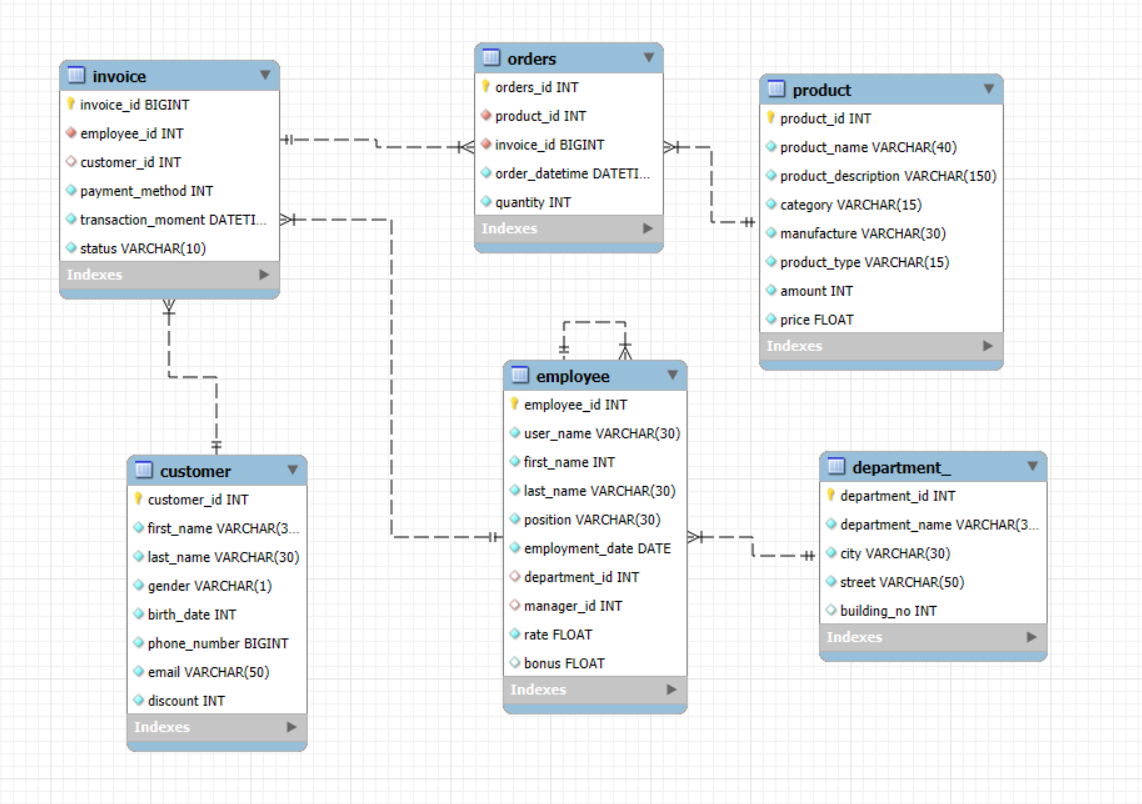 invoice
invoice_id BIGINT
employee_id INT
customer_id INT
payment_method INT
transaction_moment DATETI...
status VARCHAR(10)
Indexes
orders
orders_id INT
product_id INT
invoice_id BIGINT
order_datetime DATETI...
quantity INT
Indexes
product
product_id INT
product_name VARCHAR(40)
product_description VARCHAR(150)
category VARCHAR(15)
manufacture VARCHAR(30)
product_type VARCHAR(15)
amount INT
price FLOAT
Indexes
customer
customer_id INT
first_name VARCHAR(3...
last_name VARCHAR(30)
gender VARCHAR(1)
birth_date INT
phone_number BIGINT
email VARCHAR(50)
discount INT
Indexes
employee
employee_id INT
user_name VARCHAR(30)
first_name INT
last_name VARCHAR(30)
position VARCHAR(30)
employment_date DATE
department_id INT
manager_id INT
rate FLOAT
bonus FLOAT
Indexes
department_
department_id INT
department_name VARCHAR(3...
city VARCHAR(30)
street VARCHAR(50)
building_no INT
Indexes